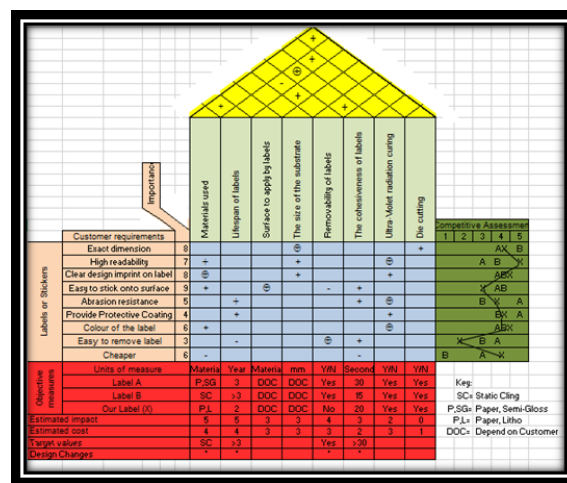 +
+
+
⊕
-
+
+ +
Importance
Materials used
Lifespan of labels
Surface to apply by labels
The size of the substrate
Removability of labels
The cohesiveness of labels
Ultra-Violet radiation curing
Die cutting
Competitive Assessment
Customer requirements 1 2 3 4 5
Labels or Stickers
Exact dimension 8 ⊕ + AX B
High readability 7 + + ⊕ A B X
Clear design imprint on label 8 ⊕ + + ABX
Easy to stick onto surface 9 + ⊕ - + X AB
Abrasion resistance 5 + + ⊕ B X A
Provide Protective Coating 4 + + BX A
Colour of the label 6 + ⊕ ABX
Easy to remove label 3 - ⊕ + X B A
Cheaper 6 - - B A X
Objective measures
Units of measure Materia Year Materia mm Y/N Second Y/N Y/N
Label A P,SG 3 DOC DOC Yes 30 Yes Yes
Label B SC >3 DOC DOC Yes 15 Yes Yes
Our Label (X) P,L 2 DOC DOC No 20 Yes Yes
Estimated impact 5 5 3 3 4 3 2 0
Estimated cost 4 4 3 3 3 2 3 1
Target values SC >3 Yes >30
Design Changes * * * *
Key:
SC= Static Cling
P,SG= Paper, Semi-Gloss
P,L= Paper, Litho
DOC= Depend on Customer